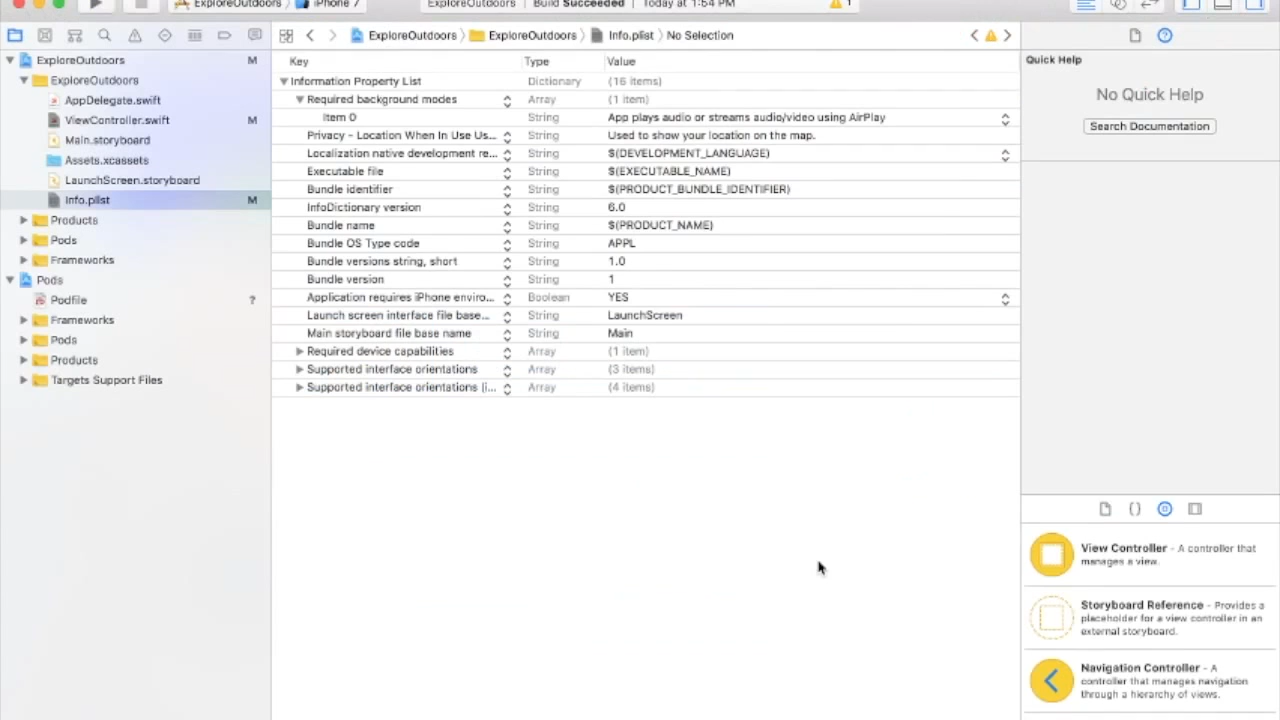 ExploreOutdoors
iPhone 7
ExploreOutdoors
Build Succeeded
Today at 1:54 PM
1
ExploreOutdoors
ExploreOutdoors
Info.plist
No Selection
Quick Help
No Quick Help
Search Documentation
ExploreOutdoors M
ExploreOutdoors
AppDelegate.swift
ViewController.swift M
Main.storyboard
Assets.xcassets
LaunchScreen.storyboard
Info.plist M
Products
Pods
Frameworks
Pods
Podfile ?
Frameworks
Pods
Products
Targets Support Files
Key Type Value
Information Property List Dictionary (16 items)
Required background modes Array (1 item)
Item 0 String App plays audio or streams audio/video using AirPlay
Privacy - Location When In Use Us... String Used to show your location on the map.
Localization native development re... String $(DEVELOPMENT_LANGUAGE)
Executable file String $(EXECUTABLE_NAME)
Bundle identifier String $(PRODUCT_BUNDLE_IDENTIFIER)
InfoDictionary version String 6.0
Bundle name String $(PRODUCT_NAME)
Bundle OS Type code String APPL
Bundle versions string, short String 1.0
Bundle version String 1
Application requires iPhone enviro... Boolean YES
Launch screen interface file base... String LaunchScreen
Main storyboard file base name String Main
Required device capabilities Array (1 item)
Supported interface orientations Array (3 items)
Supported interface orientations (i... Array (4 items)
View Controller - A controller that
manages a view.
Storyboard Reference - Provides a
placeholder for a view controller in an
external storyboard.
Navigation Controller - A
controller that manages navigation
through a hierarchy of views.